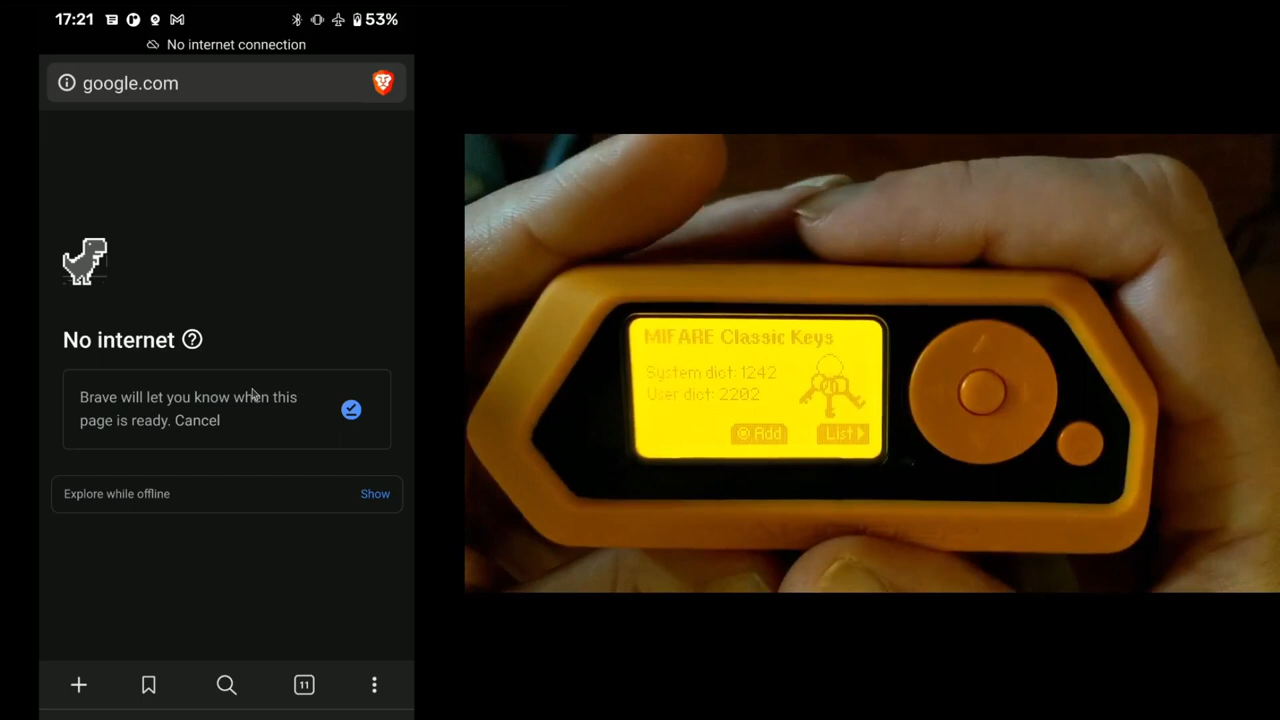 17:21
53%
No internet connection
google.com
No internet
Brave will let you know when this
page is ready. Cancel
Explore while offline
Show
11
MIFARE Classic Keys
System dict: 1242
User dict: 2202
Add
List